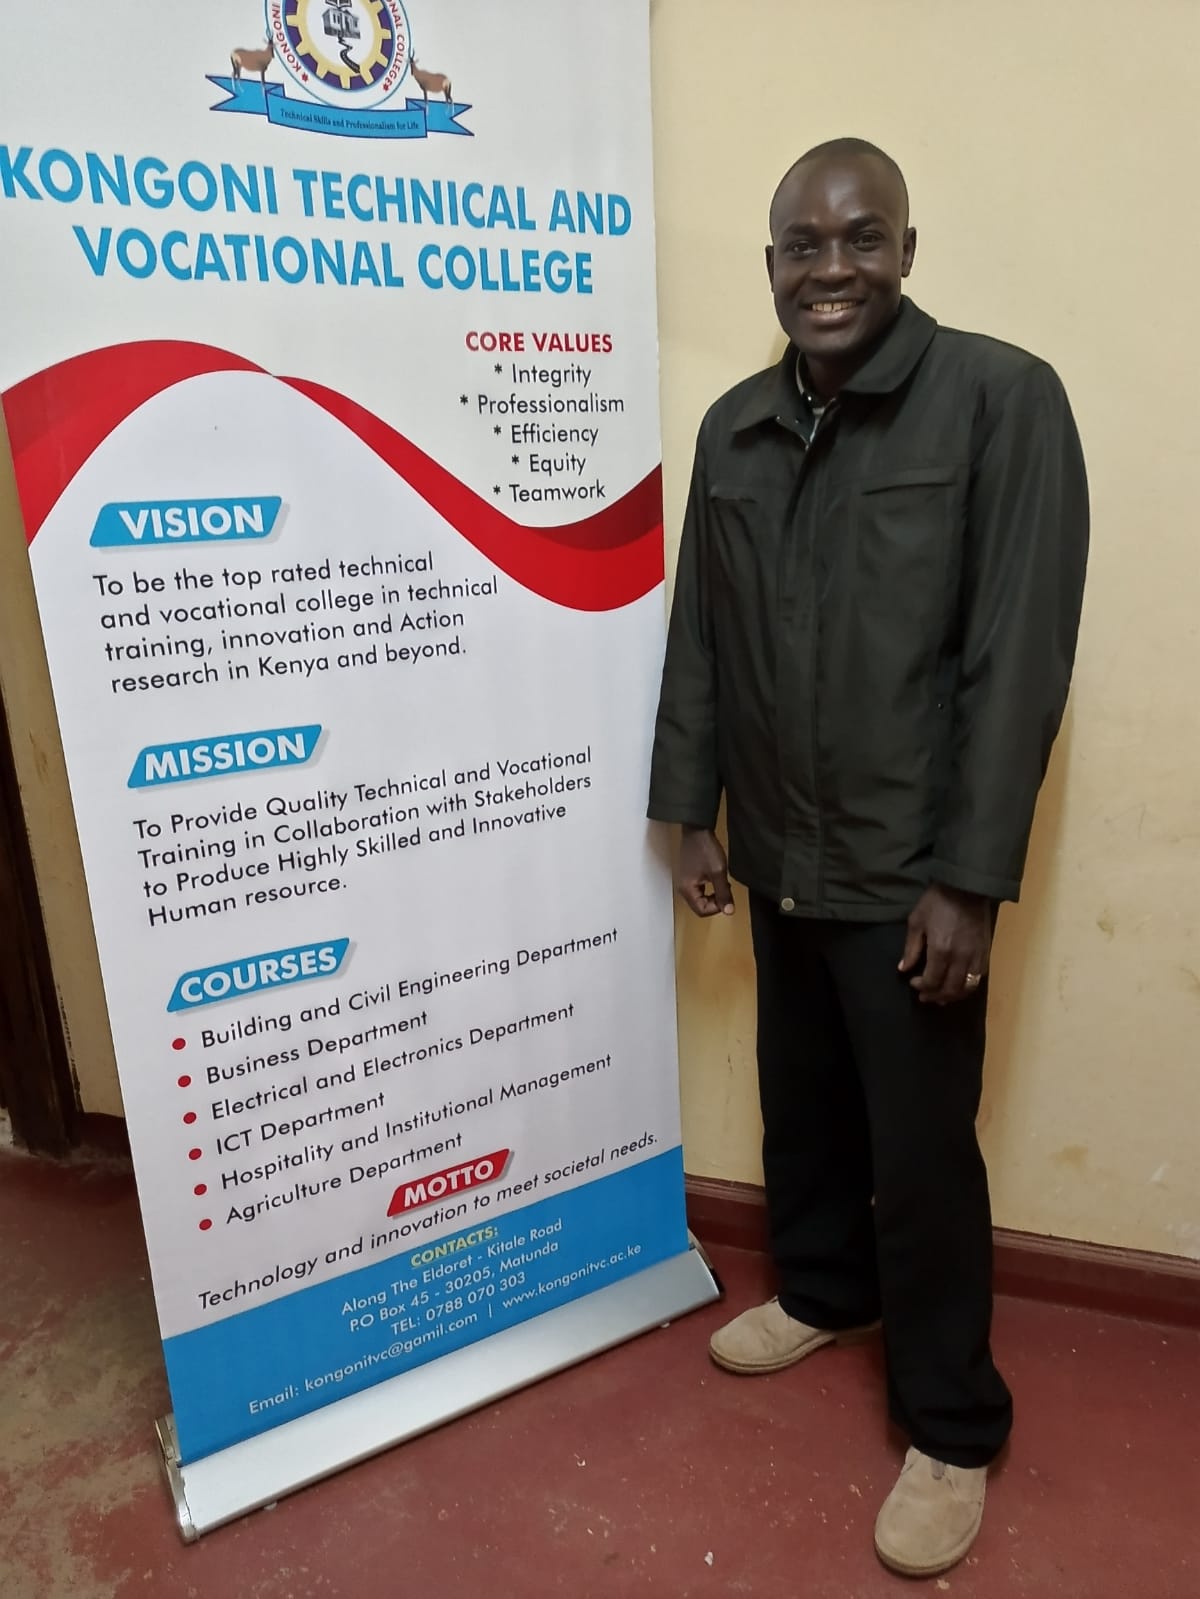 KONGONI
NAL COLLEGE
Technical Skills and Professionalism for Life
KONGONI TECHNICAL AND
VOCATIONAL COLLEGE
CORE VALUES
* Integrity
* Professionalism
* Efficiency
* Equity
* Teamwork
VISION
To be the top rated technical
and vocational college in technical
training, innovation and Action
research in Kenya and beyond.
MISSION
To Provide Quality Technical and Vocational
Training in Collaboration with Stakeholders
to Produce Highly Skilled and Innovative
Human resource.
COURSES
• Building and Civil Engineering Department
• Business Department
• Electrical and Electronics Department
• ICT Department
• Hospitality and Institutional Management
• Agriculture Department
MOTTO
Technology and innovation to meet societal needs.
CONTACTS:
Along The Eldoret - Kitale Road
P.O Box 45 - 30205, Matunda
TEL: 0788 070 303
Email: kongonitvc@gamil.com | www.kongonitvc.ac.ke